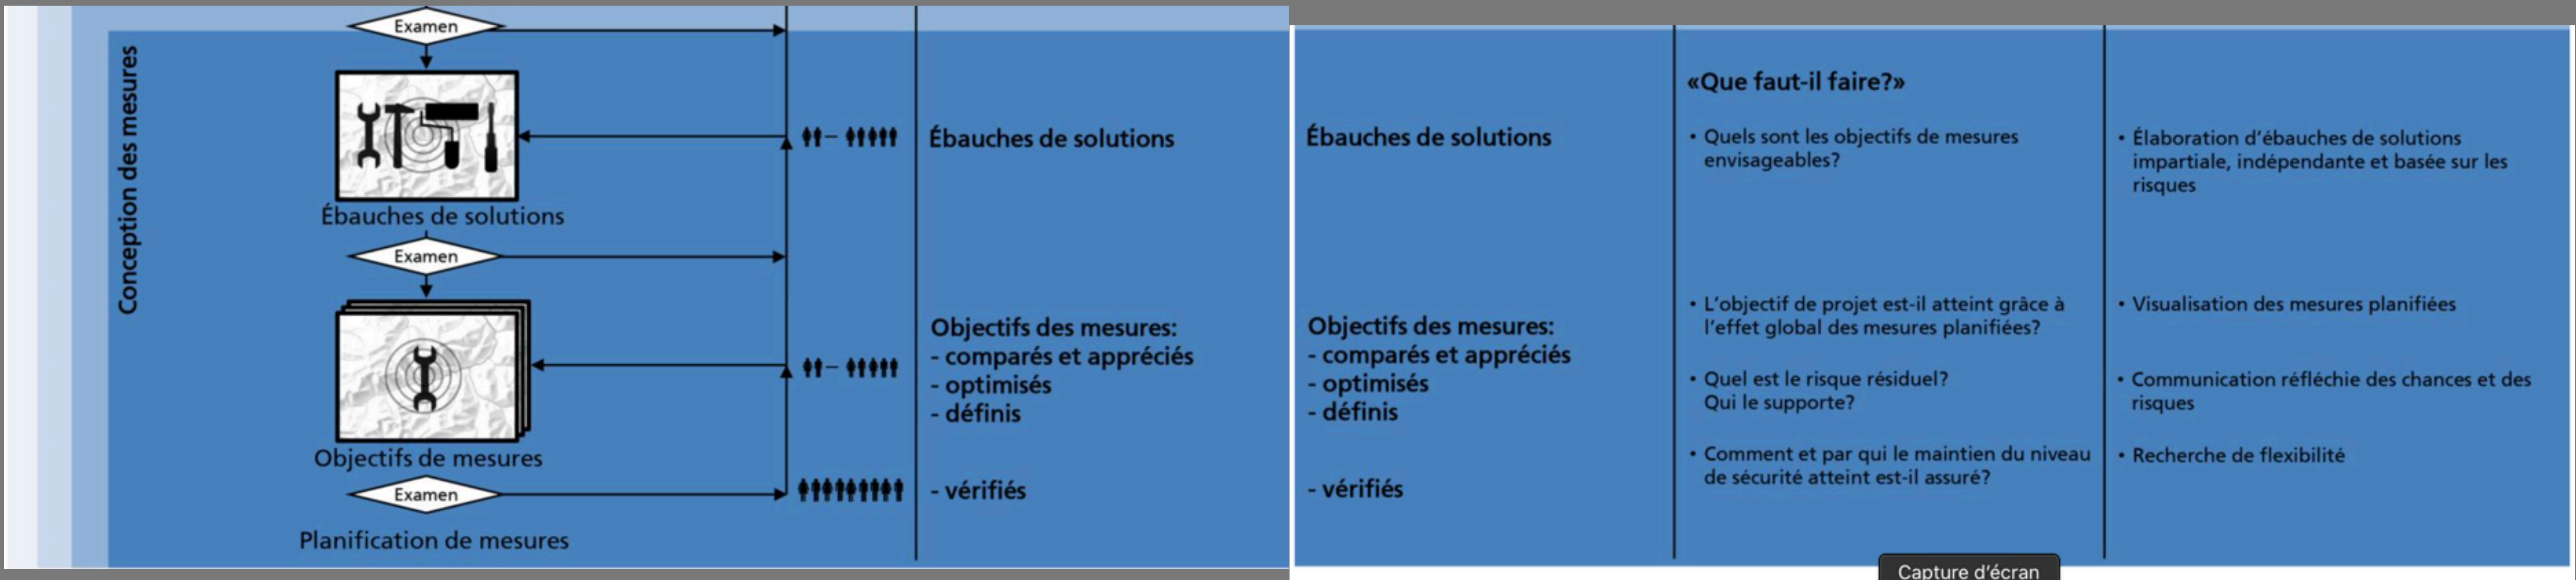 Conception des mesures
Examen
Ébauches de solutions
Examen
Objectifs de mesures
Examen
Planification de mesures
Ébauches de solutions
Objectifs des mesures:
- comparés et appréciés
- optimisés
- définis
- vérifiés
Ébauches de solutions
Objectifs des mesures:
- comparés et appréciés
- optimisés
- définis
- vérifiés
«Que faut-il faire?»
• Quels sont les objectifs de mesures
envisageables?
• L'objectif de projet est-il atteint grâce à
l'effet global des mesures planifiées?
• Quel est le risque résiduel?
Qui le supporte?
• Comment et par qui le maintien du niveau
de sécurité atteint est-il assuré?
• Élaboration d'ébauches de solutions
impartiale, indépendante et basée sur les
risques
• Visualisation des mesures planifiées
• Communication réfléchie des chances et des
risques
• Recherche de flexibilité
Capture d'écran